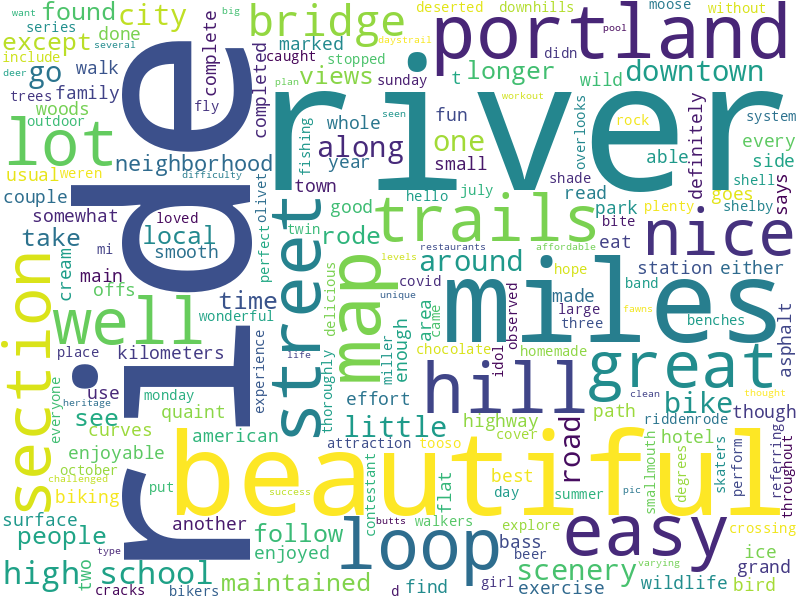 want
found
city
bridge
big
deserted
downhills
moose
without
series
done
marked
caught
stopped
daystrail
portland
pool
except
go
walk
complete
completed
views
sunday
didn
t
longer
wild
downtown
include
deer
several
trees
family
fly
plan
workout
seen
rock
system
woods
outdoor
lot
ride
river
fishing
whole
fun
one
overlooks
able
definitely
every
side
neighborhood
along
year
small
usual
weren
difficulty
town
hello
july
shade
read
goes
shell
couple
olivet
good
trails
park
plenty
shelby
says
somewhat
loved
street
twin
rode
bite
nice
take
local
perfect
restaurants
affordable
eat
station
either
mi
smooth
map
levels
around
hope
band
section
cream
main
offs
time
delicious
covid
unique
miles
made
fawns
well
wonderful
area
came
observed
large
three
benches
asphalt
place
kilometers
experience
life
thoroughly
miller
enough
chocolate
idol
homemade
great
everyone
heritage
use
monday
effort
hill
clean
thought
see
quaint
little
bike
curves
american
highway
road
path
riddenrode
though
enjoyable
attraction
cover
tooso
hotel
october
beautiful
smallmouth
degrees
skaters
perform
referring
throughout
challenged
biking
put
success
contestant
flat
best
day
summer
pic
surface
another
butts
walkers
explore
crossing
people
follow
loop
bass
easy
type
enjoyed
beer
scenery
varying
ice
high
school
two
maintained
find
girl
exercise
wildlife
grand
cracks
bikers
d
bird